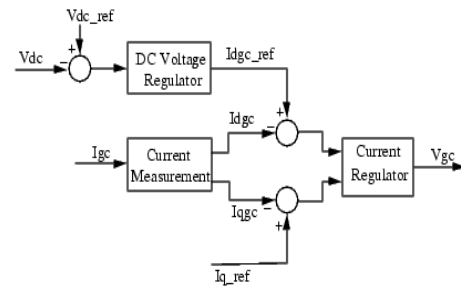 Vdc_ref
Vdc
+
−
DC Voltage
Regulator
Idgc_ref
+
−
Idgc
Igc
Current
Measurement
Iqgc
−
+
Current
Regulator
Vgc
Iq_ref